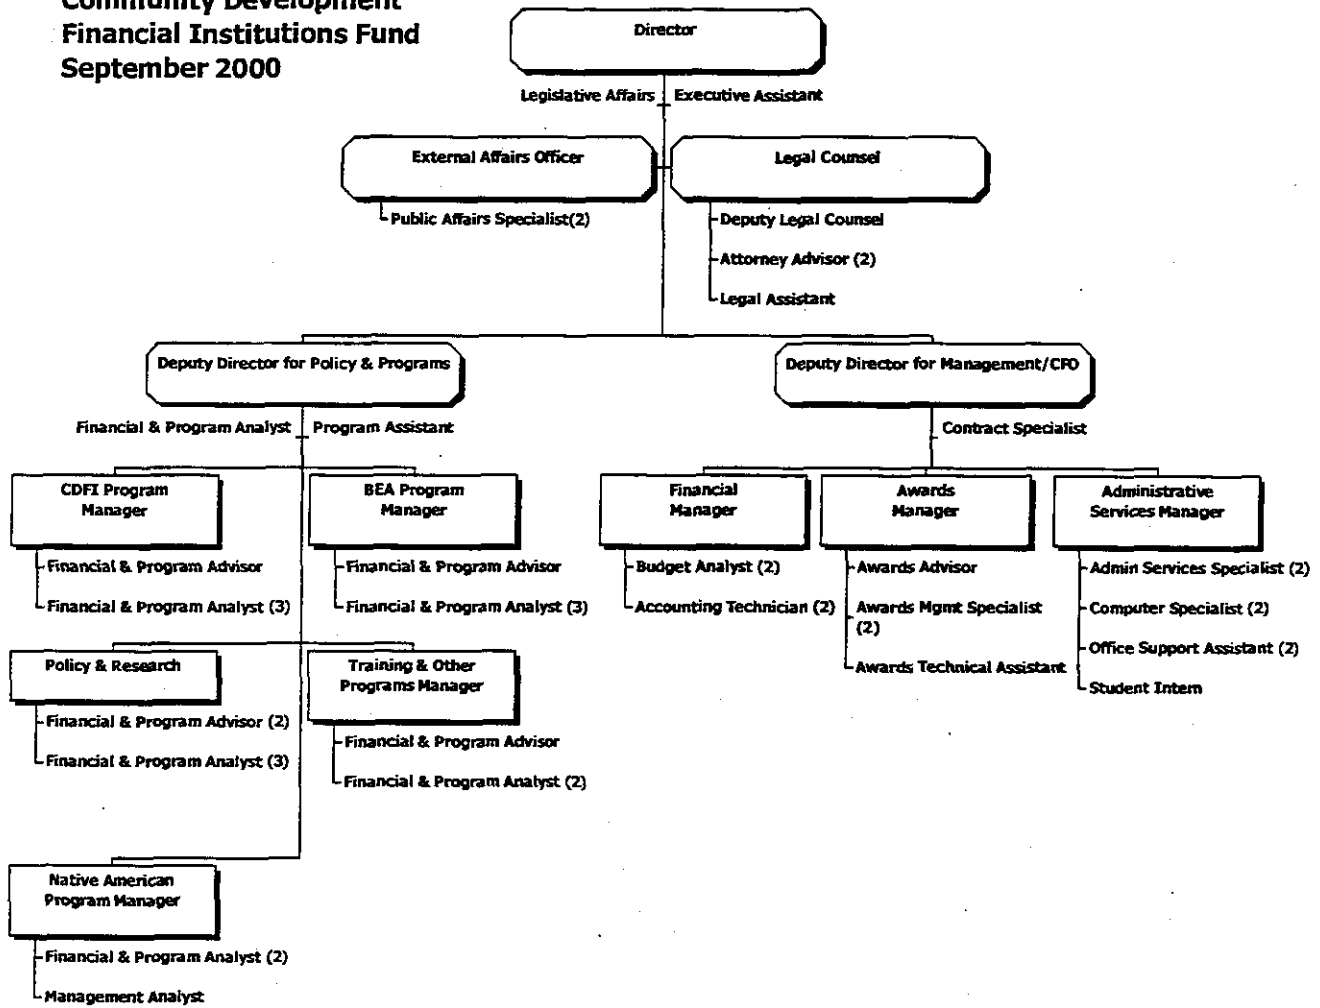 Community Development
Financial Institutions Fund
September 2000
Director
Legislative Affairs
Executive Assistant
External Affairs Officer
Public Affairs Specialist(2)
Legal Counsel
Deputy Legal Counsel
Attorney Advisor (2)
Legal Assistant
Deputy Director for Policy & Programs
Financial & Program Analyst
Program Assistant
CDFI Program
Manager
Financial & Program Advisor
Financial & Program Analyst (3)
BEA Program
Manager
Financial & Program Advisor
Financial & Program Analyst (3)
Policy & Research
Financial & Program Advisor (2)
Financial & Program Analyst (3)
Training & Other
Programs Manager
Financial & Program Advisor
Financial & Program Analyst (2)
Native American
Program Manager
Financial & Program Analyst (2)
Management Analyst
Deputy Director for Management/CFO
Contract Specialist
Financial
Manager
Budget Analyst (2)
Accounting Technician (2)
Awards
Manager
Awards Advisor
Awards Mgmt Specialist
(2)
Awards Technical Assistant
Administrative
Services Manager
Admin Services Specialist (2)
Computer Specialist (2)
Office Support Assistant (2)
Student Intern